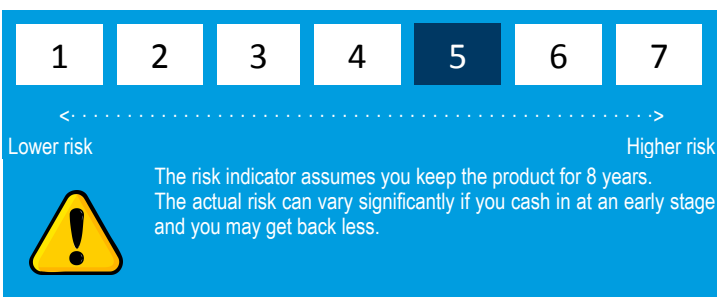 1 2 3 4 5 6 7
<· · · · · · · · · · · · · · · · · · · · · · · · · · · · · · · · · · · · · · · · · · · · · · · · · · · ·>
Lower risk Higher risk
The risk indicator assumes you keep the product for 8 years.
The actual risk can vary significantly if you cash in at an early stage
and you may get back less.